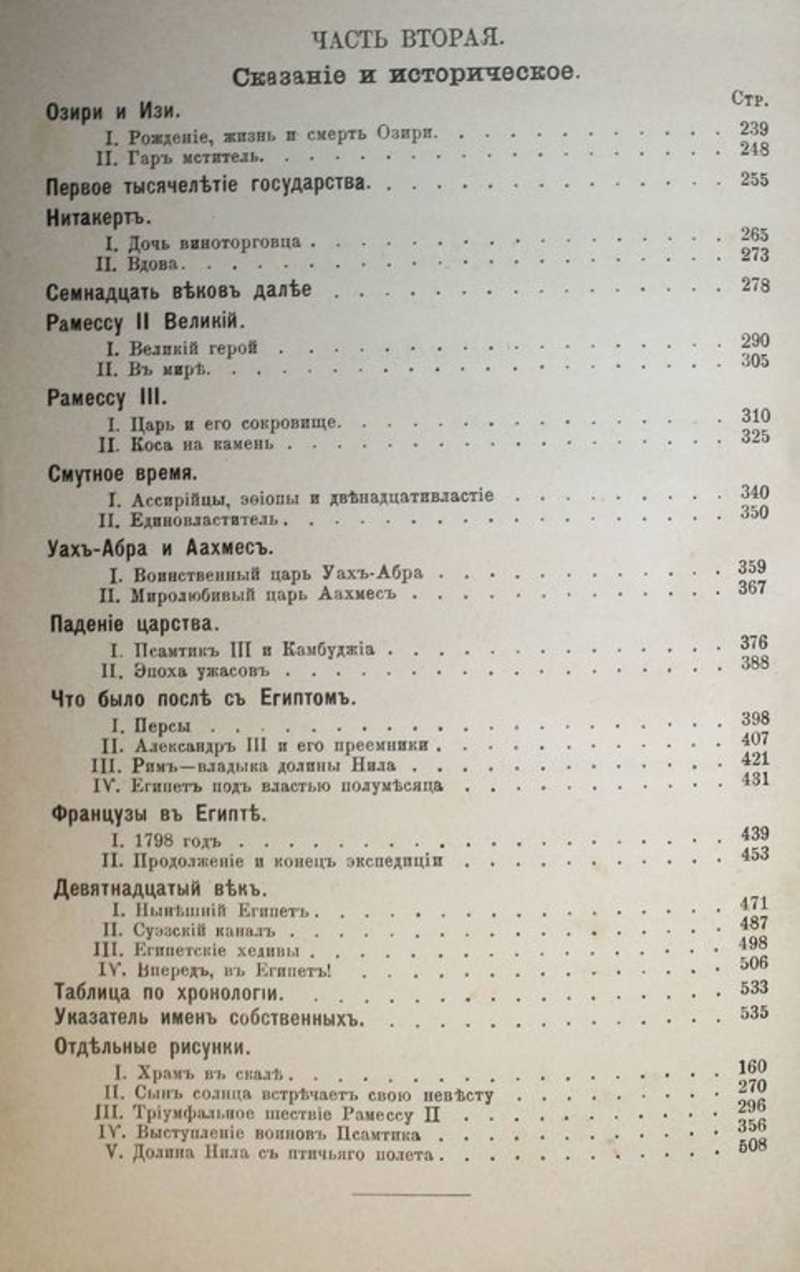 ЧАСТЬ ВТОРАЯ.
Сказаніе и историческое.
Стр.
Озири и Изи.
I. Рожденіе, жизнь и смерть Озири. . . . . . . . . . . . 239
II. Гаръ мститель. . . . . . . . . . . . . . . . . . . 248
Первое тысячелѣтіе государства. . . . . . . . . . . . . . 255
Нитакертъ.
I. Дочь виноторговца . . . . . . . . . . . . . . . . . 265
II. Вдова. . . . . . . . . . . . . . . . . . . . . . 273
Семнадцать вѣковъ далѣе . . . . . . . . . . . . . . . . 278
Рамессу II Великій.
I. Великій герой . . . . . . . . . . . . . . . . . . 290
II. Въ мирѣ. . . . . . . . . . . . . . . . . . . . . 305
Рамессу III.
I. Царь и его сокровище. . . . . . . . . . . . . . . . 310
II. Коса на камень . . . . . . . . . . . . . . . . . . 325
Смутное время.
I. Ассирійцы, эѳіопы и двѣнадцативластіе . . . . . . . . . 340
II. Единовластитель . . . . . . . . . . . . . . . . . . 350
Уахъ-Абра и Аахмесъ.
I. Воинственный царь Уахъ-Абра . . . . . . . . . . . . 359
II. Миролюбивый царь Аахмесъ . . . . . . . . . . . . . 367
Паденіе царства.
I. Псамтикъ III и Камбуджіа . . . . . . . . . . . . . . 376
II. Эпоха ужасовъ . . . . . . . . . . . . . . . . . . 388
Что было послѣ съ Египтомъ.
I. Персы . . . . . . . . . . . . . . . . . . . . . 398
II. Александръ III и его преемники . . . . . . . . . . . . 407
III. Римъ—владыка долины Нила . . . . . . . . . . . . . 421
IV. Египетъ подъ властью полумѣсяца . . . . . . . . . . . 431
Французы въ Египтѣ.
I. 1798 годъ . . . . . . . . . . . . . . . . . . . . 439
II. Продолженіе и конецъ экспедиціи . . . . . . . . . . . 453
Девятнадцатый вѣкъ.
I. Нынѣшній Египетъ . . . . . . . . . . . . . . . . . 471
II. Суэзскій каналъ . . . . . . . . . . . . . . . . . . 487
III. Египетскіе хедивы . . . . . . . . . . . . . . . . . 498
IV. Впередъ, въ Египетъ! . . . . . . . . . . . . . . . 506
Таблица по хронологіи. . . . . . . . . . . . . . . . . . 533
Указатель именъ собственныхъ. . . . . . . . . . . . . . . 535
Отдѣльные рисунки.
I. Храмъ въ скалѣ . . . . . . . . . . . . . . . . . . 160
II. Сынъ солнца встрѣчаетъ свою невѣсту . . . . . . . . . 270
III. Тріумфальное шествіе Рамессу II . . . . . . . . . . . 296
IV. Выступленіе воиновъ Псамтика . . . . . . . . . . . . 356
V. Долина Нила съ птичьяго полета . . . . . . . . . . . . 508